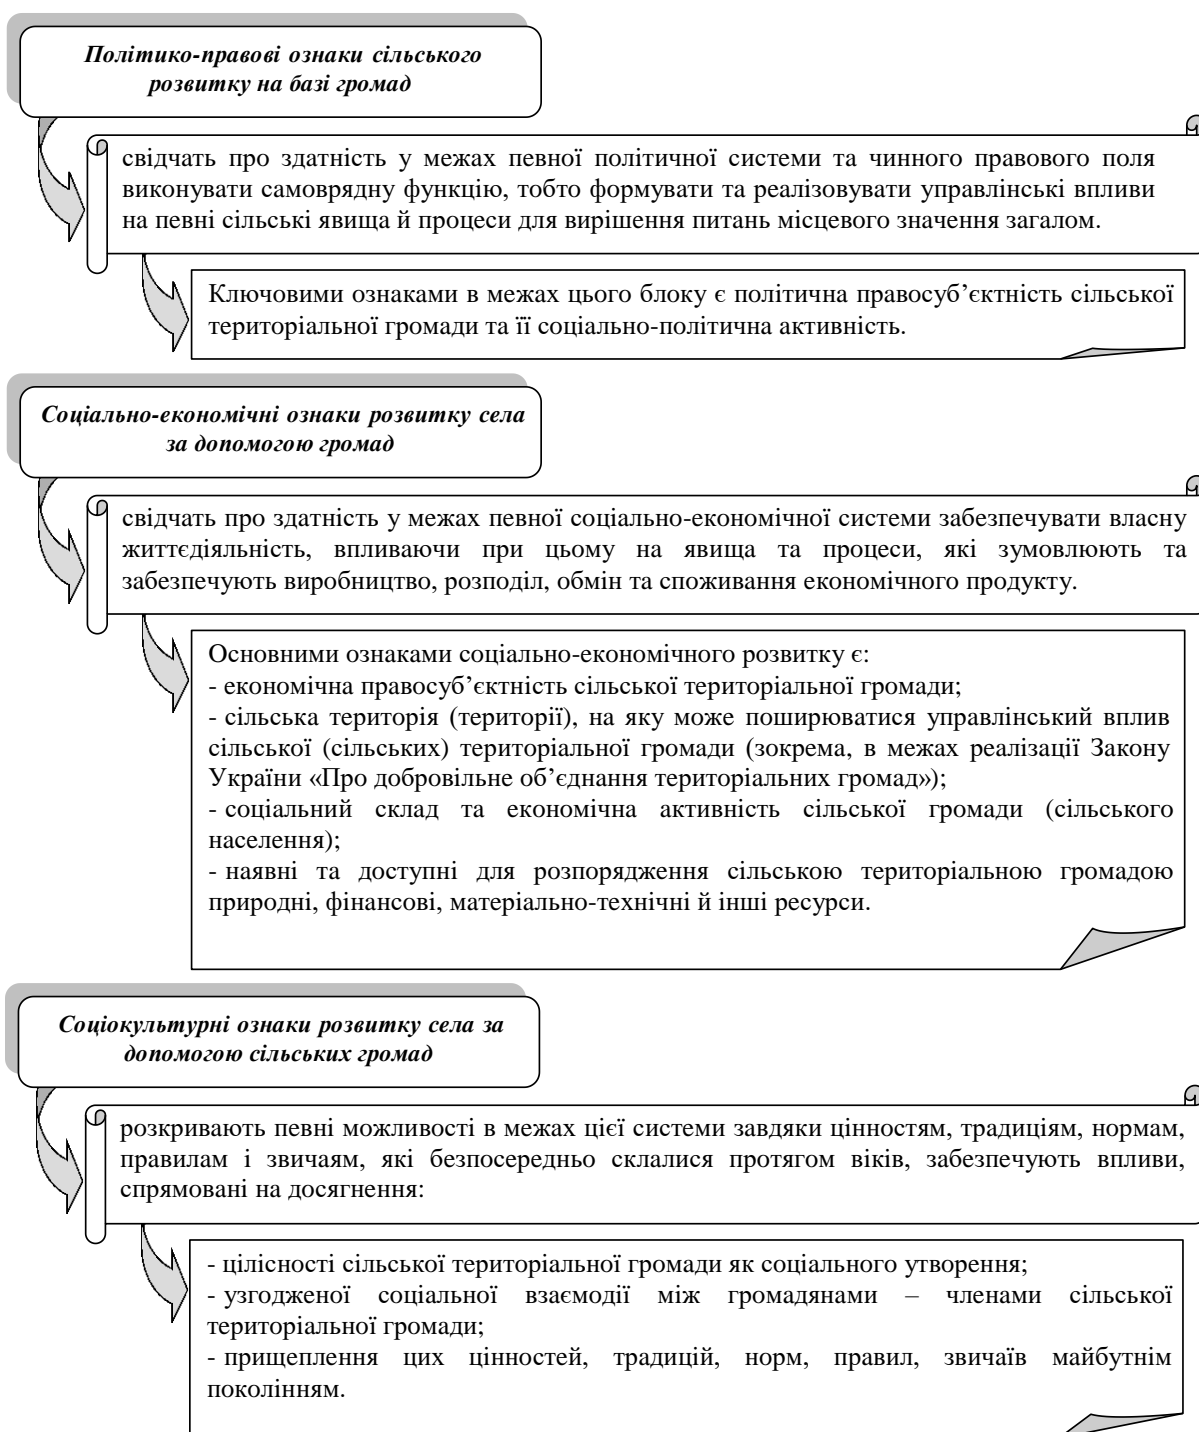 Політико-правові ознаки сільського
розвитку на базі громад
свідчать про здатність у межах певної політичної системи та чинного правового поля
виконувати самоврядну функцію, тобто формувати та реалізовувати управлінські впливи
на певні сільські явища й процеси для вирішення питань місцевого значення загалом.
Ключовими ознаками в межах цього блоку є політична правосуб’єктність сільської
територіальної громади та її соціально-політична активність.
Соціально-економічні ознаки розвитку села
за допомогою громад
свідчать про здатність у межах певної соціально-економічної системи забезпечувати власну
життєдіяльність, впливаючи при цьому на явища та процеси, які зумовлюють та
забезпечують виробництво, розподіл, обмін та споживання економічного продукту.
Основними ознаками соціально-економічного розвитку є:
- економічна правосуб’єктність сільської територіальної громади;
- сільська територія (території), на яку може поширюватися управлінський вплив
сільської (сільських) територіальної громади (зокрема, в межах реалізації Закону
України «Про добровільне об’єднання територіальних громад»);
- соціальний склад та економічна активність сільської громади (сільського
населення);
- наявні та доступні для розпорядження сільською територіальною громадою
природні, фінансові, матеріально-технічні й інші ресурси.
Соціокультурні ознаки розвитку села за
допомогою сільських громад
розкривають певні можливості в межах цієї системи завдяки цінностям, традиціям, нормам,
правилам і звичаям, які безпосередньо склалися протягом віків, забезпечують впливи,
спрямовані на досягнення:
- цілісності сільської територіальної громади як соціального утворення;
- узгодженої соціальної взаємодії між громадянами – членами сільської
територіальної громади;
- прищеплення цих цінностей, традицій, норм, правил, звичаїв майбутнім
поколінням.